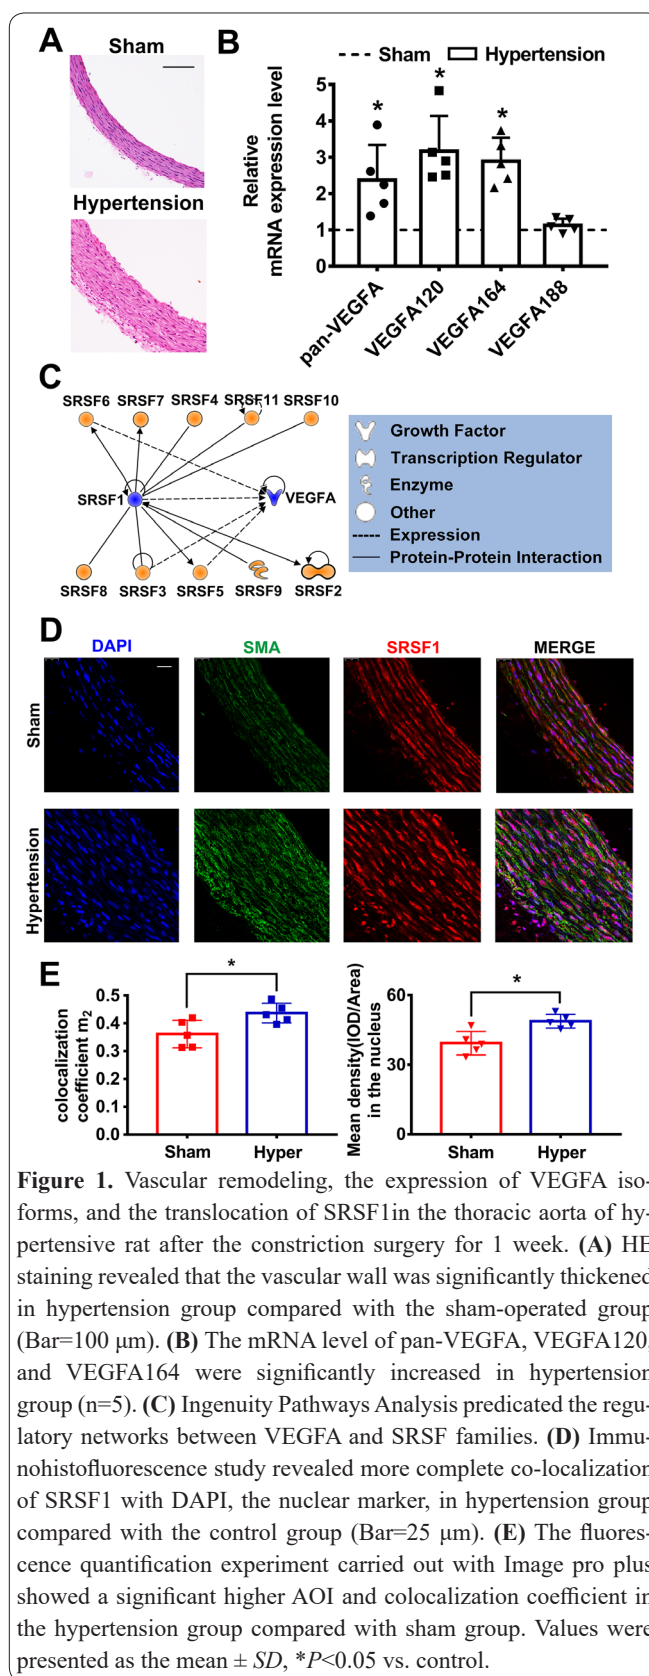 A
Sham
Hypertension
B
Sham
Hypertension
*
*
*
Relative
mRNA expression level
5
4
3
2
1
0
pan-VEGFA
VEGFA120
VEGFA164
VEGFA188
C
SRSF6 SRSF7 SRSF4 SRSF11 SRSF10
SRSF1
VEGFA
SRSF8 SRSF3 SRSF5 SRSF9 SRSF2
Growth Factor
Transcription Regulator
Enzyme
Other
Expression
Protein-Protein Interaction
D
DAPI SMA SRSF1 MERGE
Sham
Hypertension
E
colocalization
coefficient m2
0.5
0.4
0.3
0.2
0.1
0.0
*
Sham Hyper
Mean density(IOD/Area)
in the nucleus
60
30
0
*
Sham Hyper
Figure 1. Vascular remodeling, the expression of VEGFA iso-
forms, and the translocation of SRSF1in the thoracic aorta of hy-
pertensive rat after the constriction surgery for 1 week. (A) HE
staining revealed that the vascular wall was significantly thickened
in hypertension group compared with the sham-operated group
(Bar=100 μm). (B) The mRNA level of pan-VEGFA, VEGFA120,
and VEGFA164 were significantly increased in hypertension
group (n=5). (C) Ingenuity Pathways Analysis predicated the regu-
latory networks between VEGFA and SRSF families. (D) Immu-
nohistofluorescence study revealed more complete co-localization
of SRSF1 with DAPI, the nuclear marker, in hypertension group
compared with the control group (Bar=25 μm). (E) The fluores-
cence quantification experiment carried out with Image pro plus
showed a significant higher AOI and colocalization coefficient in
the hypertension group compared with sham group. Values were
presented as the mean ± SD, *P<0.05 vs. control.